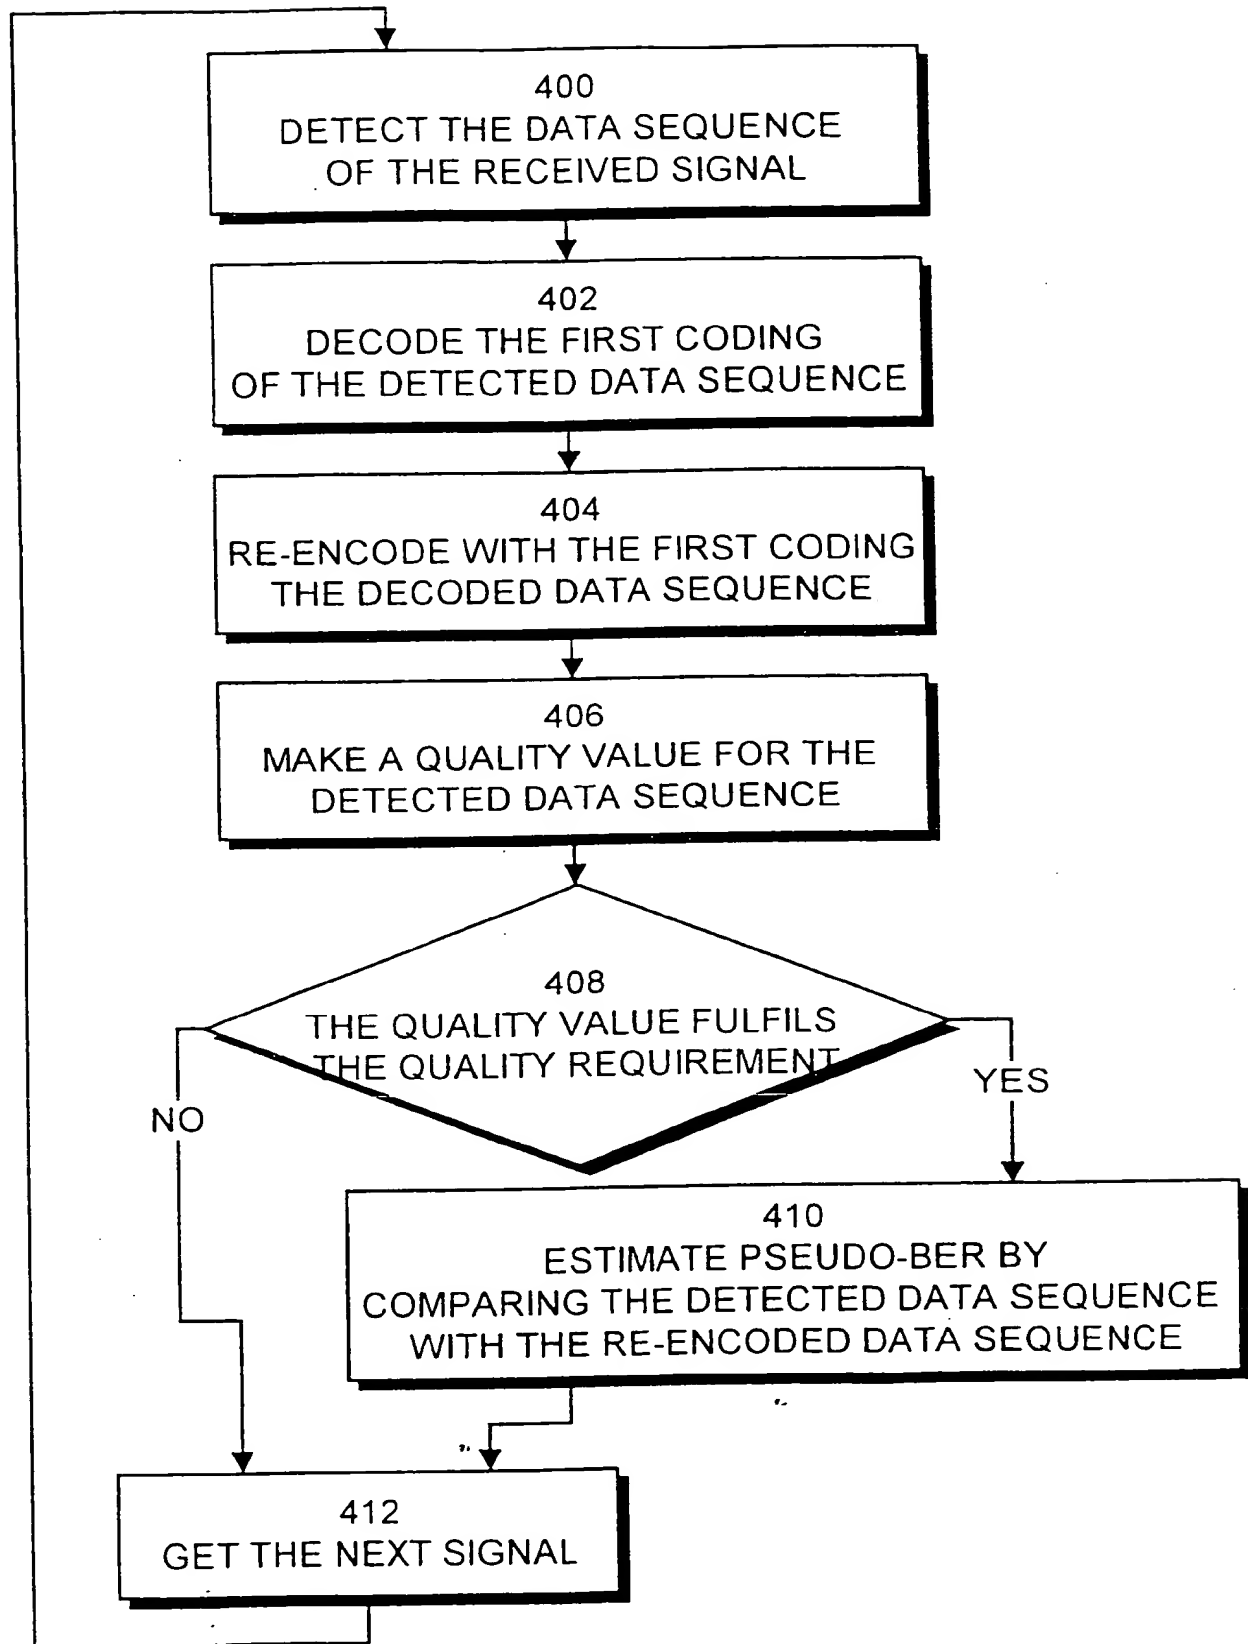 400
DETECT THE DATA SEQUENCE
OF THE RECEIVED SIGNAL
402
DECODE THE FIRST CODING
OF THE DETECTED DATA SEQUENCE
404
RE-ENCODE WITH THE FIRST CODING
THE DECODED DATA SEQUENCE
406
MAKE A QUALITY VALUE FOR THE
DETECTED DATA SEQUENCE
408
THE QUALITY VALUE FULFILS
THE QUALITY REQUIREMENT
NO
YES
410
ESTIMATE PSEUDO-BER BY
COMPARING THE DETECTED DATA SEQUENCE
WITH THE RE-ENCODED DATA SEQUENCE
412
GET THE NEXT SIGNAL